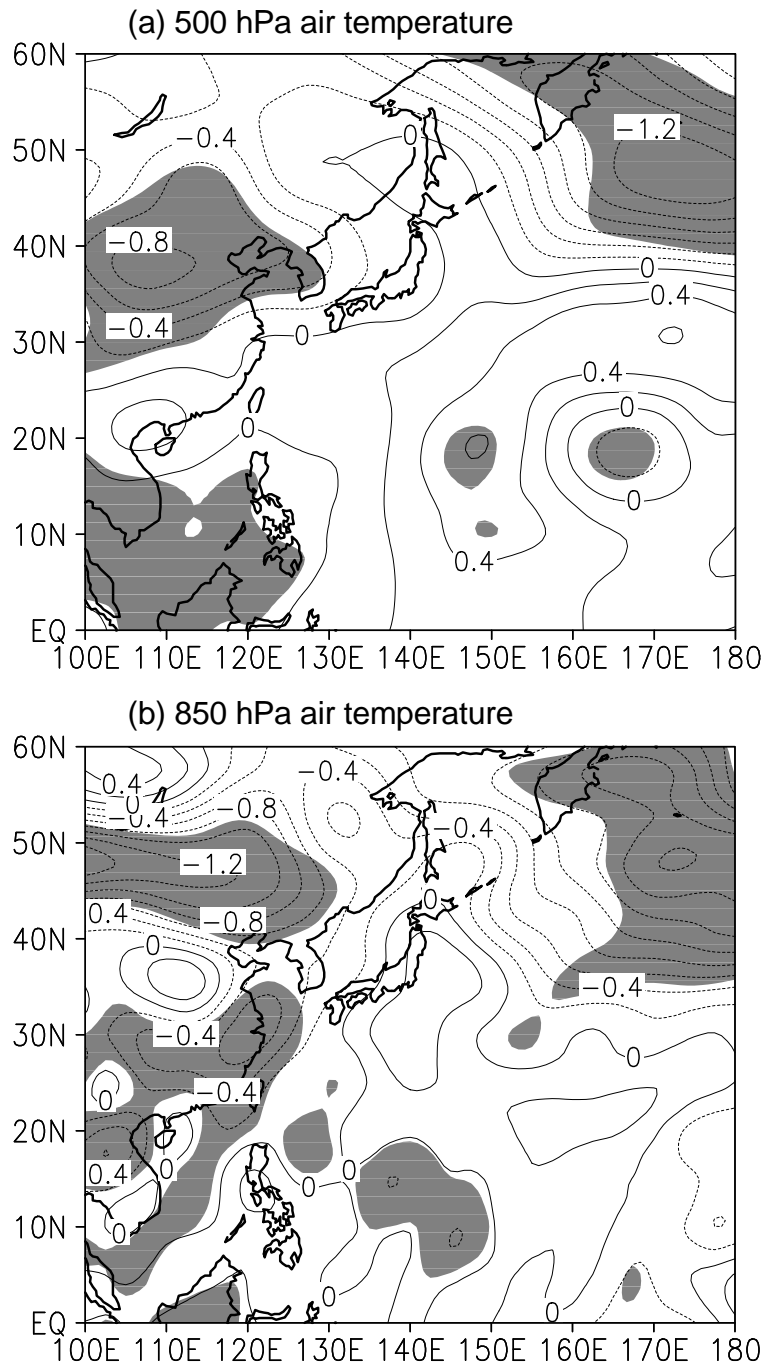 (a) 500 hPa air temperature
60N
50N
40N
30N
20N
10N
EQ
−0.4
0
−1.2
−0.8
−0.4
0
0
0.4
0.4
0
0
0
0.4
100E 110E 120E 130E 140E 150E 160E 170E 180
(b) 850 hPa air temperature
60N
50N
40N
30N
20N
10N
EQ
0.4
0
−0.4
−0.4
−0.8
−0.4
−1.2
−0.8
0.4
0
0
−0.4
−0.4
0
−0.4
0
0
0.4
0
0
0
0
0
100E 110E 120E 130E 140E 150E 160E 170E 180